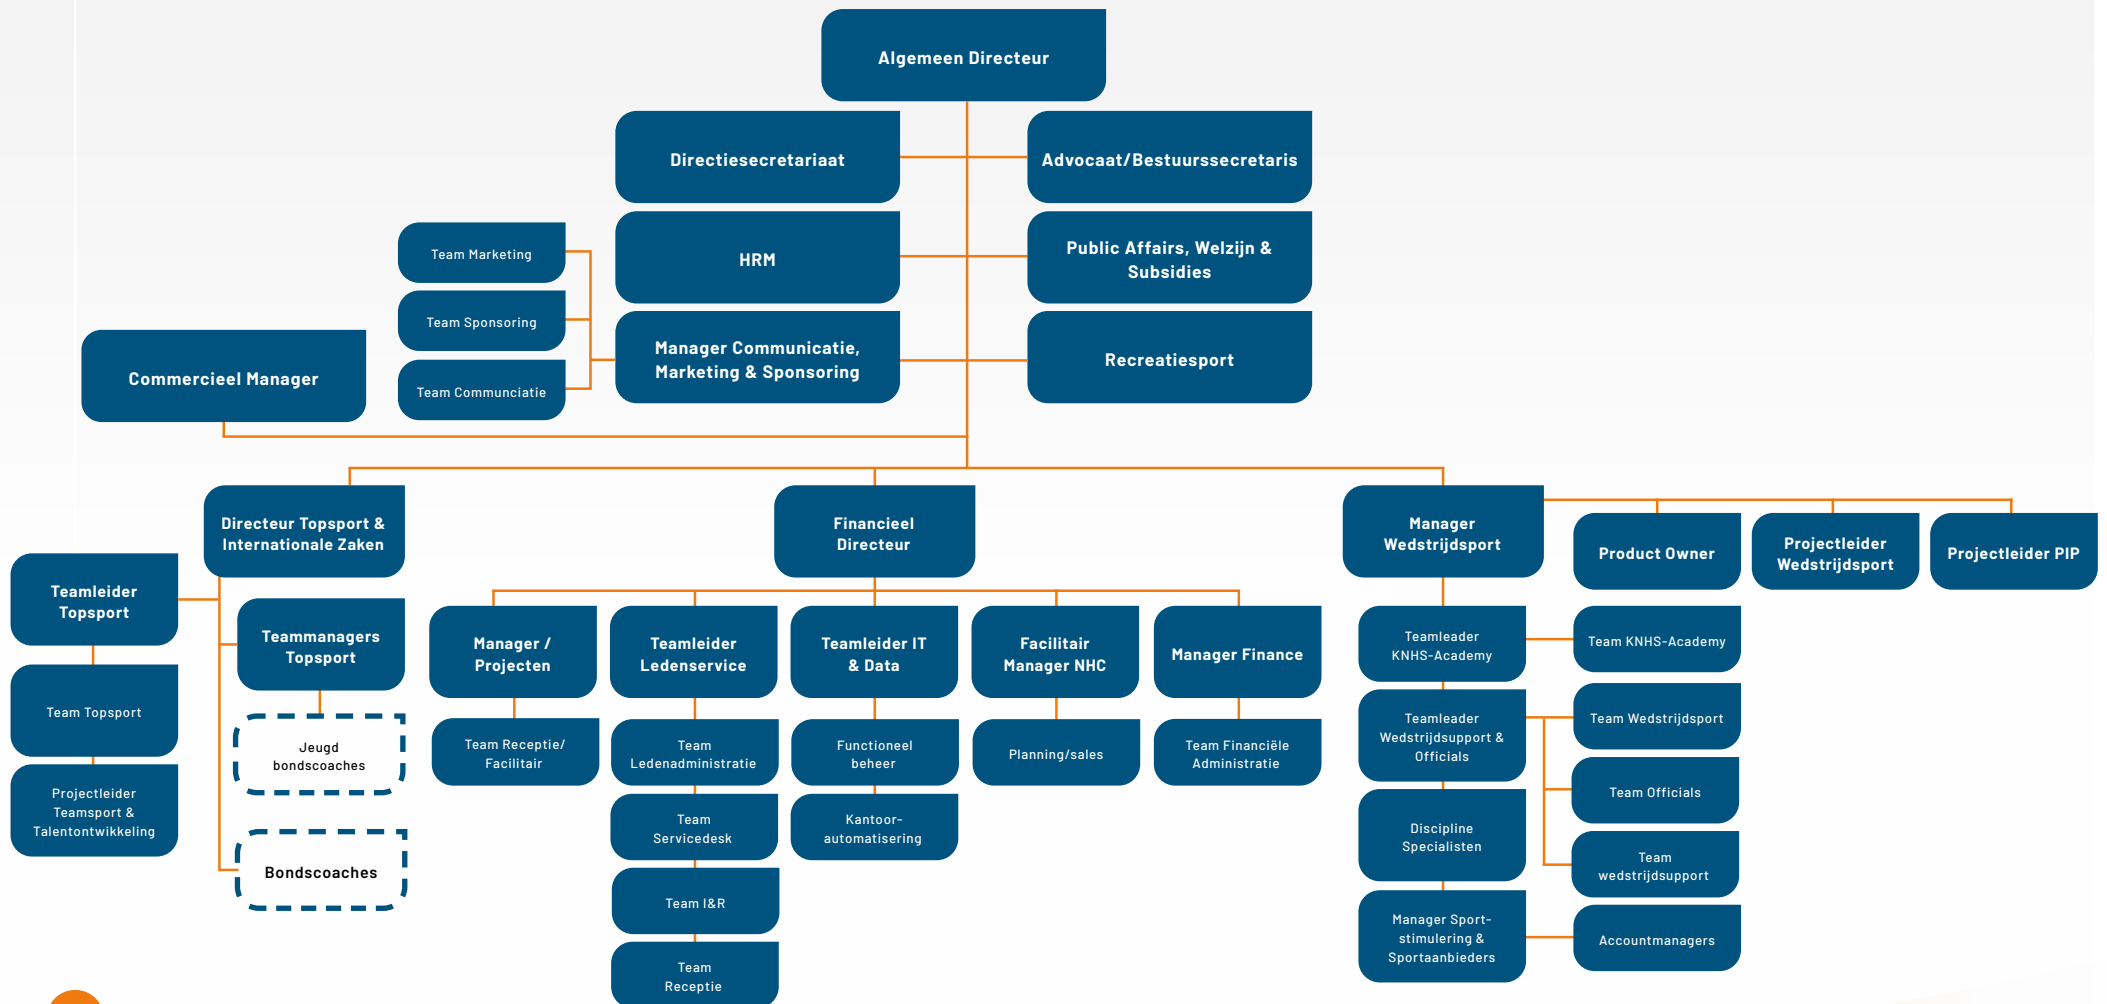 Algemeen Directeur
Directiesecretariaat
Advocaat/Bestuurssecretaris
HRM
Public Affairs, Welzijn &
Subsidies
Team Marketing
Team Sponsoring
Team Communciatie
Manager Communicatie,
Marketing & Sponsoring
Recreatiesport
Commercieel Manager
Directeur Topsport &
Internationale Zaken
Financieel
Directeur
Manager
Wedstrijdsport
Product Owner
Projectleider
Wedstrijdsport
Projectleider PIP
Teamleider
Topsport
Team Topsport
Projectleider
Teamsport &
Talentontwikkeling
Teammanagers
Topsport
Jeugd
bondscoaches
Bondscoaches
Manager /
Projecten
Team Receptie/
Facilitair
Teamleider
Ledenservice
Team
Ledenadministratie
Team
Servicedesk
Team I&R
Team
Receptie
Teamleider IT
& Data
Functioneel
beheer
Kantoor-
automatisering
Facilitair
Manager NHC
Planning/sales
Manager Finance
Team Financiële
Administratie
Teamleader
KNHS-Academy
Team KNHS-Academy
Teamleader
Wedstrijdsupport &
Officials
Team Wedstrijdsport
Team Officials
Team
wedstrijdsupport
Discipline
Specialisten
Manager Sport-
stimulering &
Sportaanbieders
Accountmanagers